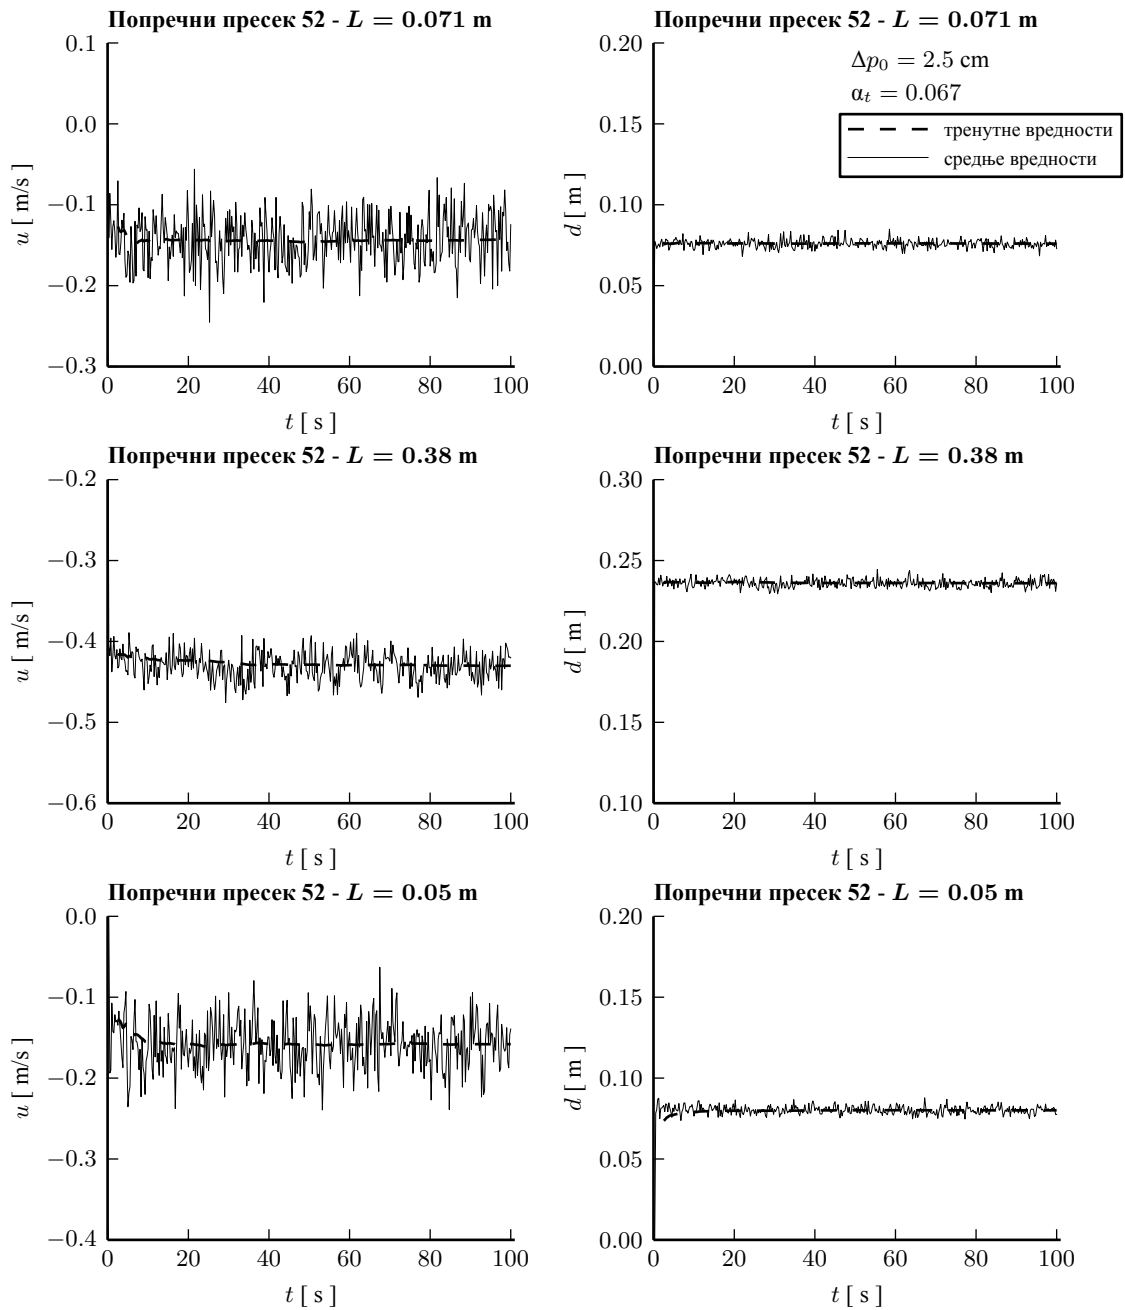 Попречни пресек 52 - L = 0.071 m
0.1
0.0
−0.1
−0.2
−0.3
u [ m/s ]
0 20 40 60 80 100
t [ s ]
Попречни пресек 52 - L = 0.071 m
Δp₀ = 2.5 cm
αₜ = 0.067
тренутне вредности
средње вредности
0.20
0.15
0.10
0.05
0.00
d [ m ]
0 20 40 60 80 100
t [ s ]
Попречни пресек 52 - L = 0.38 m
−0.2
−0.3
−0.4
−0.5
−0.6
u [ m/s ]
0 20 40 60 80 100
t [ s ]
Попречни пресек 52 - L = 0.38 m
0.30
0.25
0.20
0.15
0.10
d [ m ]
0 20 40 60 80 100
t [ s ]
Попречни пресек 52 - L = 0.05 m
0.0
−0.1
−0.2
−0.3
−0.4
u [ m/s ]
0 20 40 60 80 100
t [ s ]
Попречни пресек 52 - L = 0.05 m
0.20
0.15
0.10
0.05
0.00
d [ m ]
0 20 40 60 80 100
t [ s ]